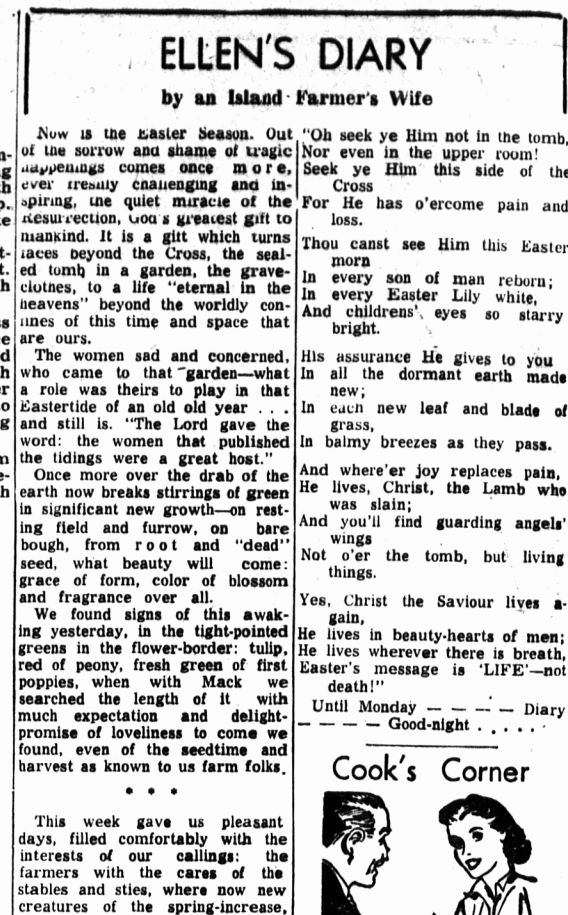 ELLEN'S DIARY
by an Island Farmer's Wife
Now is the Easter Season. Out
of the sorrow and shame of tragic
happenings comes once more,
ever freshly challenging and in-
spiring, the quiet miracle of the
Resurrection, God's greatest gift to
mankind. It is a gift which turns
faces beyond the Cross, the seal-
ed tomb in a garden, the grave-
clothes, to a life "eternal in the
heavens" beyond the worldly con-
fines of this time and space that
are ours.
The women sad and concerned,
who came to that garden—what
a role was theirs to play in that
Eastertide of an old old year . . .
and still is. "The Lord gave the
word: the women that published
the tidings were a great host."
Once more over the drab of the
earth now breaks stirrings of green
in significant new growth—on rest-
ing field and furrow, on bare
bough, from root and "dead"
seed, what beauty will come:
grace of form, color of blossom
and fragrance over all.
We found signs of this awak-
ing yesterday, in the tight-pointed
greens in the flower-border: tulip,
red of peony, fresh green of first
poppies, when with Mack we
searched the length of it with
much expectation and delight-
promise of loveliness to come we
found, even of the seedtime and
harvest as known to us farm folks.
* * *
This week gave us pleasant
days, filled comfortably with the
interests of our callings: the
farmers with the cares of the
stables and sties, where now new
creatures of the spring-increase,
"Oh seek ye Him not in the tomb,
Nor even in the upper room!
Seek ye Him this side of the
Cross
For He has o'ercome pain and
loss.
Thou canst see Him this Easter
morn
In every son of man reborn;
In every Easter Lily white,
And childrens' eyes so starry
bright.
His assurance He gives to you
In all the dormant earth made
new;
In each new leaf and blade of
grass,
In balmy breezes as they pass.
And where'er joy replaces pain,
He lives, Christ, the Lamb who
was slain;
And you'll find guarding angels'
wings
Not o'er the tomb, but living
things.
Yes, Christ the Saviour lives a-
gain,
He lives in beauty-hearts of men;
He lives wherever there is breath,
Easter's message is 'LIFE'—not
death!"
Until Monday — — — — Diary
— — — — Good-night . . . . .
Cook's Corner